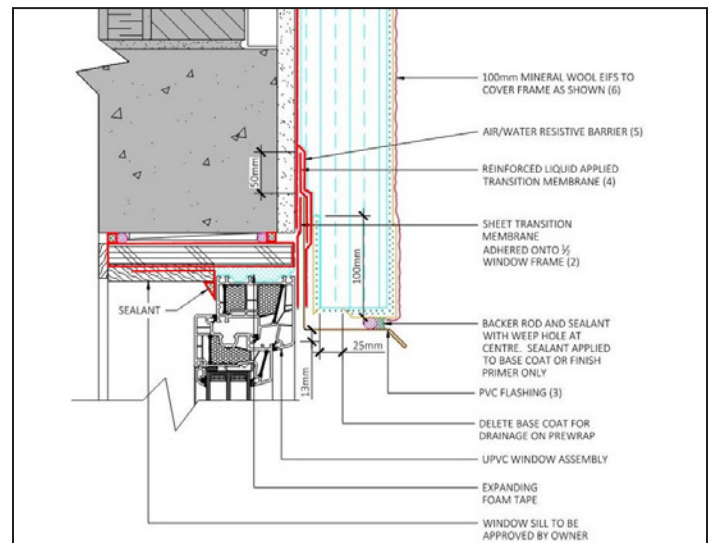 100mm MINERAL WOOL EIFS TO
COVER FRAME AS SHOWN (6)
AIR/WATER RESISTIVE BARRIER (5)
50mm
REINFORCED LIQUID APPLIED
TRANSITION MEMBRANE (4)
SHEET TRANSITION
MEMBRANE
ADHERED ONTO ½
WINDOW FRAME (2)
100mm
SEALANT
BACKER ROD AND SEALANT
WITH WEEP HOLE AT
CENTRE. SEALANT APPLIED
TO BASE COAT OR FINISH
PRIMER ONLY
25mm
13mm
PVC FLASHING (3)
DELETE BASE COAT FOR
DRAINAGE ON PREWRAP
UPVC WINDOW ASSEMBLY
EXPANDING
FOAM TAPE
WINDOW SILL TO BE
APPROVED BY OWNER